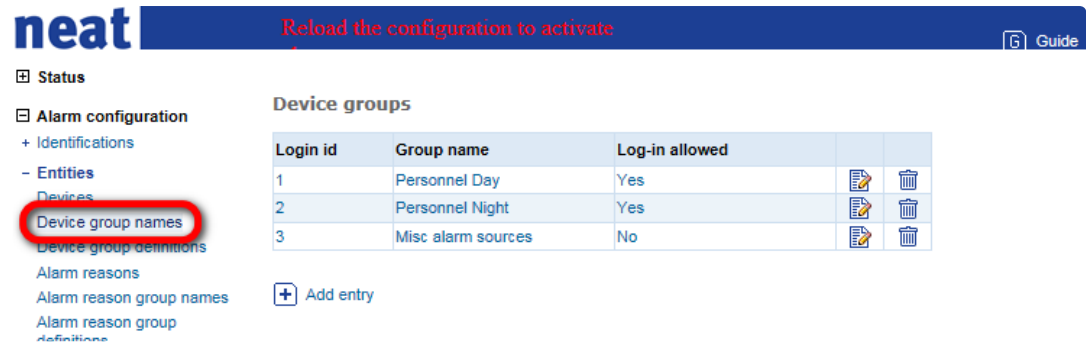 neat
Reload the configuration to activate
G Guide
Status
Alarm configuration
+ Identifications
– Entities
Devices
Device group names
Device group definitions
Alarm reasons
Alarm reason group names
Alarm reason group
definitions
Device groups
Login id Group name Log-in allowed
1 Personnel Day Yes
2 Personnel Night Yes
3 Misc alarm sources No
+ Add entry